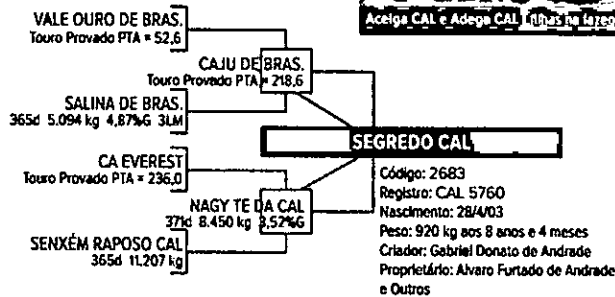 Aceiga CAL e Adega CAL filhas na fazen
VALE OURO DE BRAS.
Touro Provado PTA = 52,6
CAJU DE BRAS.
Touro Provado PTA = 218,6
SALINA DE BRAS.
365d 5.094 kg 4,87%G 3LM
SEGREDO CAL
CA EVEREST
Touro Provado PTA = 236,0
NAGY TE DA CAL
371d 8.450 kg 3,52%G
SENXÉM RAPOSO CAL
365d 11.207 kg
Código: 2683
Registro: CAL 5760
Nascimento: 28/4/03
Peso: 920 kg aos 8 anos e 4 meses
Criador: Gabriel Donato de Andrade
Proprietário: Alvaro Furtado de Andrade
e Outros